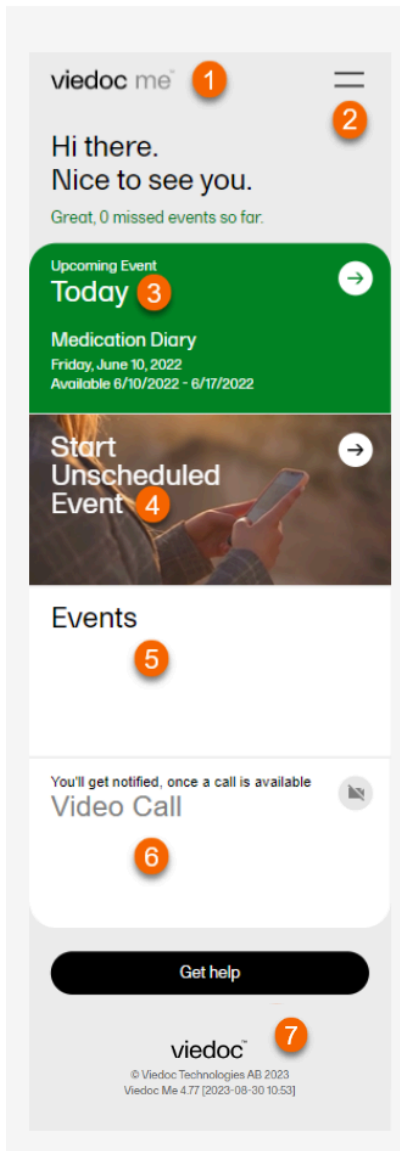 viedoc me™ 1
2
Hi there.
Nice to see you.
Great, 0 missed events so far.
Upcoming Event
Today 3
Medication Diary
Friday, June 10, 2022
Available 6/10/2022 - 6/17/2022
Start
Unscheduled
Event 4
Events
5
You'll get notified, once a call is available
Video Call
6
Get help
7
viedoc™
© Viedoc Technologies AB 2023
Viedoc Me 4.77 [2023-08-30 10:53]